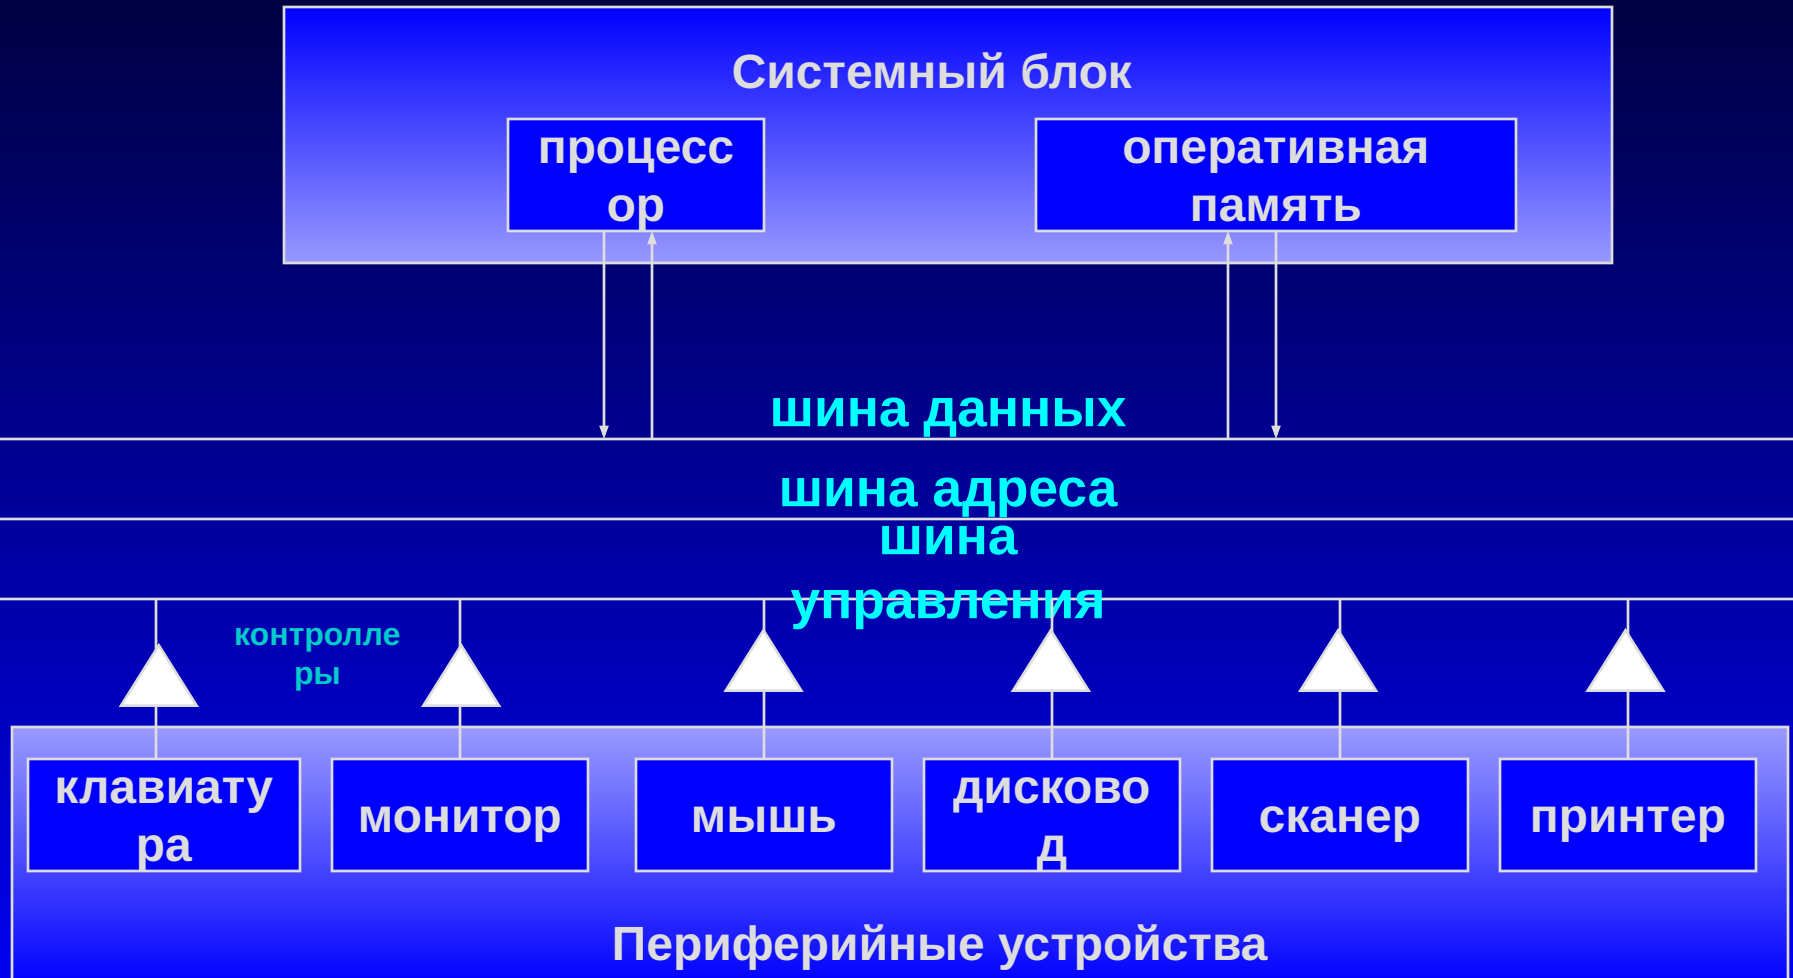 Системный блок
процесс
ор
оперативная
память
шина данных
шина адреса
шина
управления
контролле
ры
клавиату
ра
монитор
мышь
дисково
д
сканер
принтер
Периферийные устройства